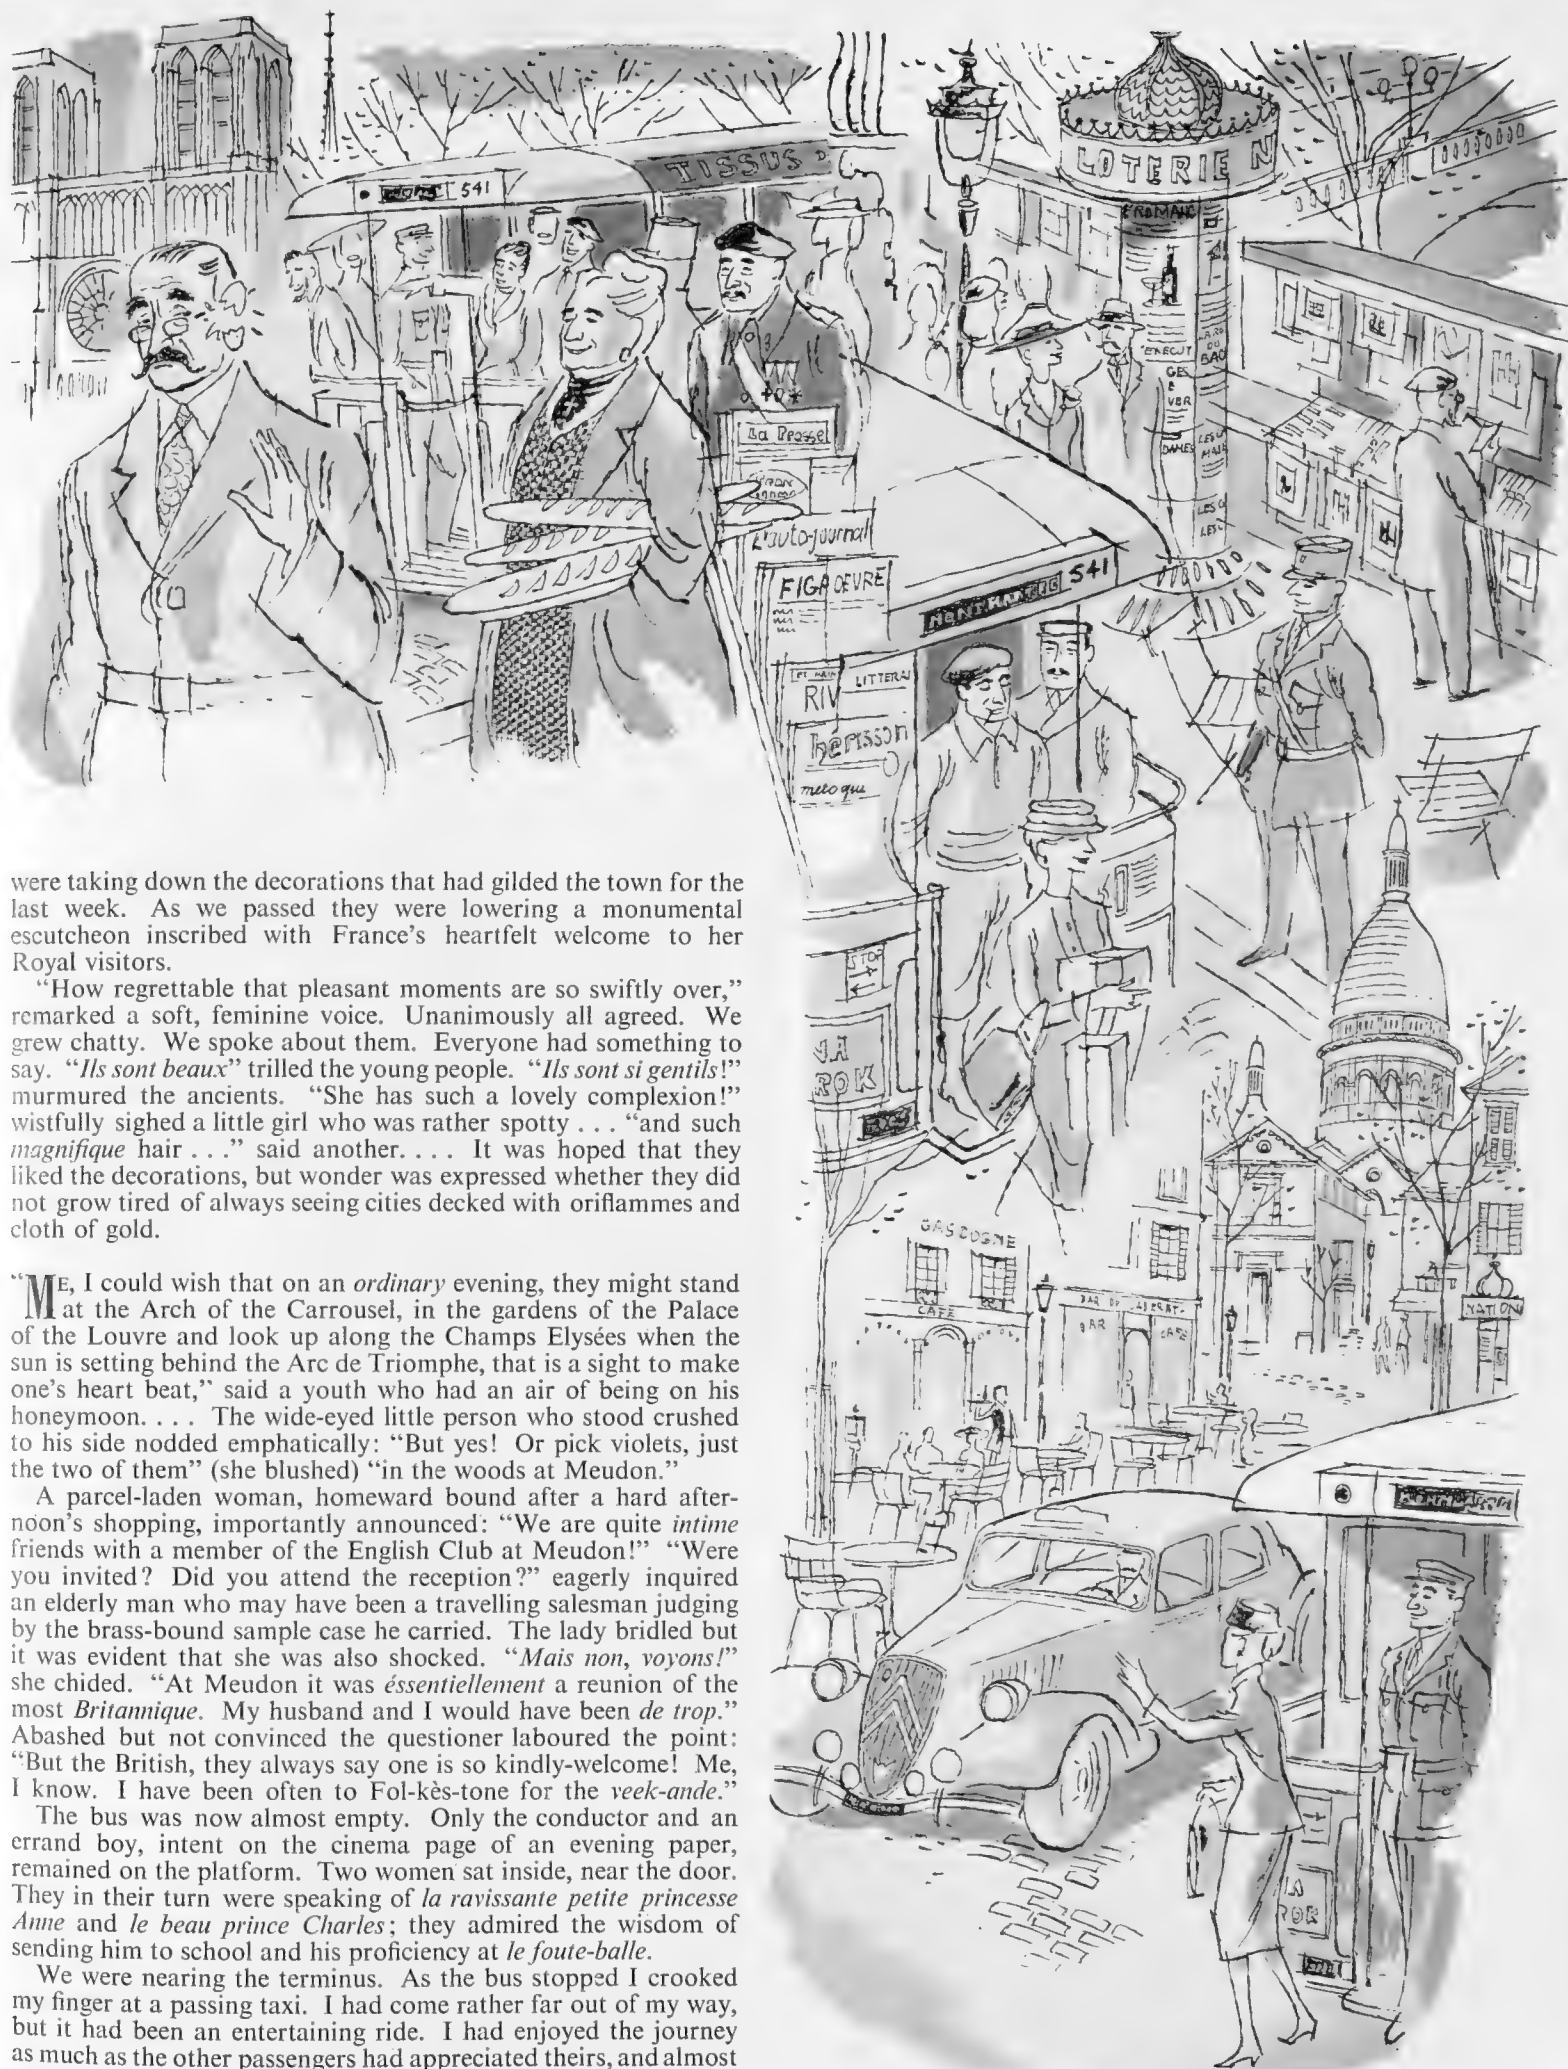 541
TISSUS D
LOTERIE N
EXECUT
GES
&
VER
DAMES
BAC
LES
LES
La Presse
L'auto-journal
FIGA OEVRE
RIV
LITTERAI
hérisson
meto que
MONTMARTRE 541
STOP
LA
ROK
GASCOGNE
CAFE
BAR
BAR
CAFE
NATION
LA
ROK
were taking down the decorations that had gilded the town for the
last week. As we passed they were lowering a monumental
escutcheon inscribed with France's heartfelt welcome to her
Royal visitors.
"How regrettable that pleasant moments are so swiftly over,"
remarked a soft, feminine voice. Unanimously all agreed. We
grew chatty. We spoke about them. Everyone had something to
say. "Ils sont beaux" trilled the young people. "Ils sont si gentils!"
murmured the ancients. "She has such a lovely complexion!"
wistfully sighed a little girl who was rather spotty . . . "and such
magnifique hair . . ." said another. . . . It was hoped that they
liked the decorations, but wonder was expressed whether they did
not grow tired of always seeing cities decked with oriflammes and
cloth of gold.
"ME, I could wish that on an ordinary evening, they might stand
at the Arch of the Carrousel, in the gardens of the Palace
of the Louvre and look up along the Champs Elysées when the
sun is setting behind the Arc de Triomphe, that is a sight to make
one's heart beat," said a youth who had an air of being on his
honeymoon. . . . The wide-eyed little person who stood crushed
to his side nodded emphatically: "But yes! Or pick violets, just
the two of them" (she blushed) "in the woods at Meudon."
A parcel-laden woman, homeward bound after a hard after-
noon's shopping, importantly announced: "We are quite intime
friends with a member of the English Club at Meudon!" "Were
you invited? Did you attend the reception?" eagerly inquired
an elderly man who may have been a travelling salesman judging
by the brass-bound sample case he carried. The lady bridled but
it was evident that she was also shocked. "Mais non, voyons!"
she chided. "At Meudon it was éssentiellement a reunion of the
most Britannique. My husband and I would have been de trop."
Abashed but not convinced the questioner laboured the point:
"But the British, they always say one is so kindly-welcome! Me,
I know. I have been often to Fol-kès-tone for the veek-ande."
The bus was now almost empty. Only the conductor and an
errand boy, intent on the cinema page of an evening paper,
remained on the platform. Two women sat inside, near the door.
They in their turn were speaking of la ravissante petite princesse
Anne and le beau prince Charles; they admired the wisdom of
sending him to school and his proficiency at le foute-balle.
We were nearing the terminus. As the bus stopped I crooked
my finger at a passing taxi. I had come rather far out of my way,
but it had been an entertaining ride. I had enjoyed the journey
as much as the other passengers had appreciated theirs, and almost